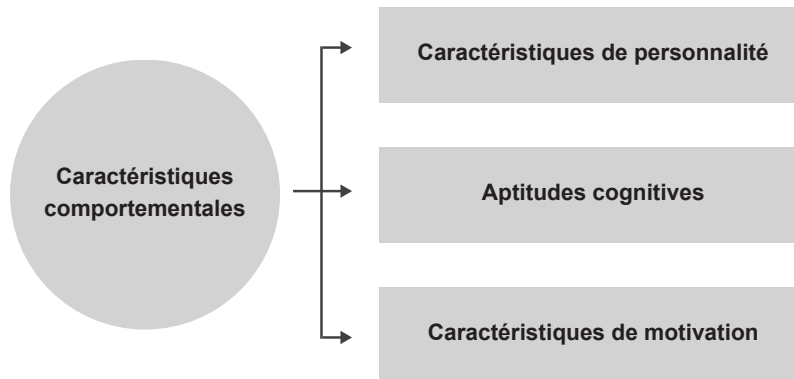 Caractéristiques de personnalité
Caractéristiques
comportementales
Aptitudes cognitives
Caractéristiques de motivation